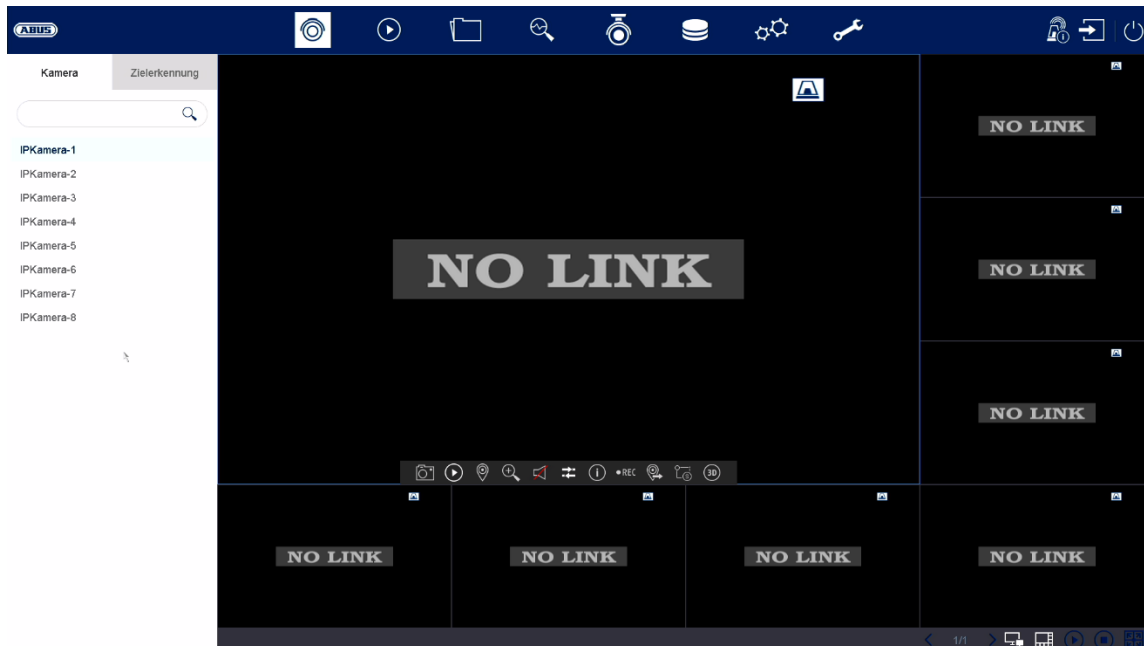 ABUS
Kamera
Zielerkennung
IPKamera-1
IPKamera-2
IPKamera-3
IPKamera-4
IPKamera-5
IPKamera-6
IPKamera-7
IPKamera-8
NO LINK
NO LINK
NO LINK
NO LINK
•REC
3D
NO LINK
NO LINK
NO LINK
NO LINK
1/1